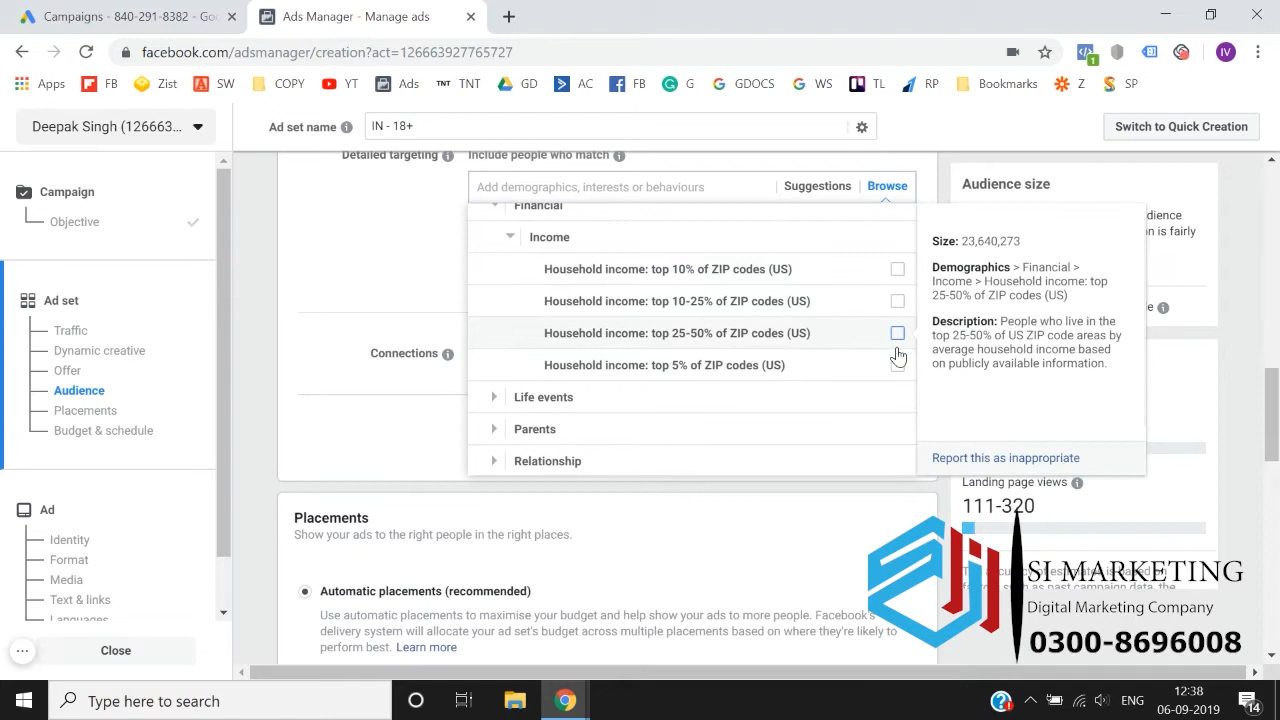 Campaigns - 840-291-8382 - Goo
Ads Manager - Manage ads
facebook.com/adsmanager/creation?act=126663927765727
IV
Apps
FB
Zist
SW
COPY
YT
Ads
TNT TNT
GD
AC
FB
G
GDOCS
WS
TL
RP
Bookmarks
Z
SP
Deepak Singh (126663...
Ad set name
IN - 18+
Switch to Quick Creation
Campaign
Objective
Ad set
Traffic
Dynamic creative
Offer
Audience
Placements
Budget & schedule
Ad
Identity
Format
Media
Text & links
Languages
Close
Detailed targeting
Include people who match
Add demographics, interests or behaviours
Suggestions
Browse
Financial
Income
Household income: top 10% of ZIP codes (US)
Household income: top 10-25% of ZIP codes (US)
Household income: top 25-50% of ZIP codes (US)
Household income: top 5% of ZIP codes (US)
Life events
Parents
Relationship
Connections
Size: 23,640,273
Demographics > Financial >
Income > Household income: top
25-50% of ZIP codes (US)
Description: People who live in the
top 25-50% of US ZIP code areas by
average household income based
on publicly available information.
Report this as inappropriate
Audience size
Landing page views
111-320
Placements
Show your ads to the right people in the right places.
Automatic placements (recommended)
Use automatic placements to maximise your budget and help show your ads to more people. Facebook's
delivery system will allocate your ad set's budget across multiple placements based on where they're likely to
perform best. Learn more
SI MARKETING
Digital Marketing Company
0300-8696008
Type here to search
ENG
12:38
06-09-2019
14